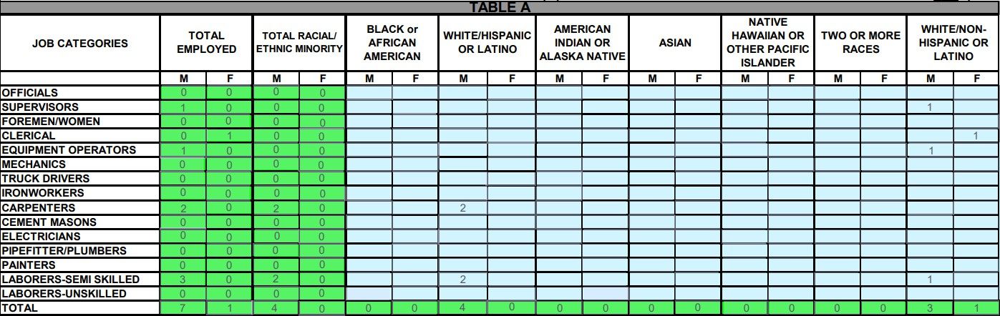 TABLE A
JOB CATEGORIES TOTAL EMPLOYED TOTAL RACIAL/ ETHNIC MINORITY BLACK or AFRICAN AMERICAN WHITE/HISPANIC OR LATINO AMERICAN INDIAN OR ALASKA NATIVE ASIAN NATIVE HAWAIIAN OR OTHER PACIFIC ISLANDER TWO OR MORE RACES WHITE/NON-HISPANIC OR LATINO
M F M F M F M F M F M F M F M F M F
OFFICIALS 0 0 0 0
SUPERVISORS 1 0 0 0 1
FOREMEN/WOMEN 0 0 0 0
CLERICAL 0 1 0 0 1
EQUIPMENT OPERATORS 1 0 0 0 1
MECHANICS 0 0 0 0
TRUCK DRIVERS 0 0 0 0
IRONWORKERS 0 0 0 0
CARPENTERS 2 0 2 0 2
CEMENT MASONS 0 0 0 0
ELECTRICIANS 0 0 0 0
PIPEFITTER/PLUMBERS 0 0 0 0
PAINTERS 0 0 0 0
LABORERS-SEMI SKILLED 3 0 2 0 2 1
LABORERS-UNSKILLED 0 0 0 0
TOTAL 7 1 4 0 0 0 4 0 0 0 0 0 0 0 0 0 3 1